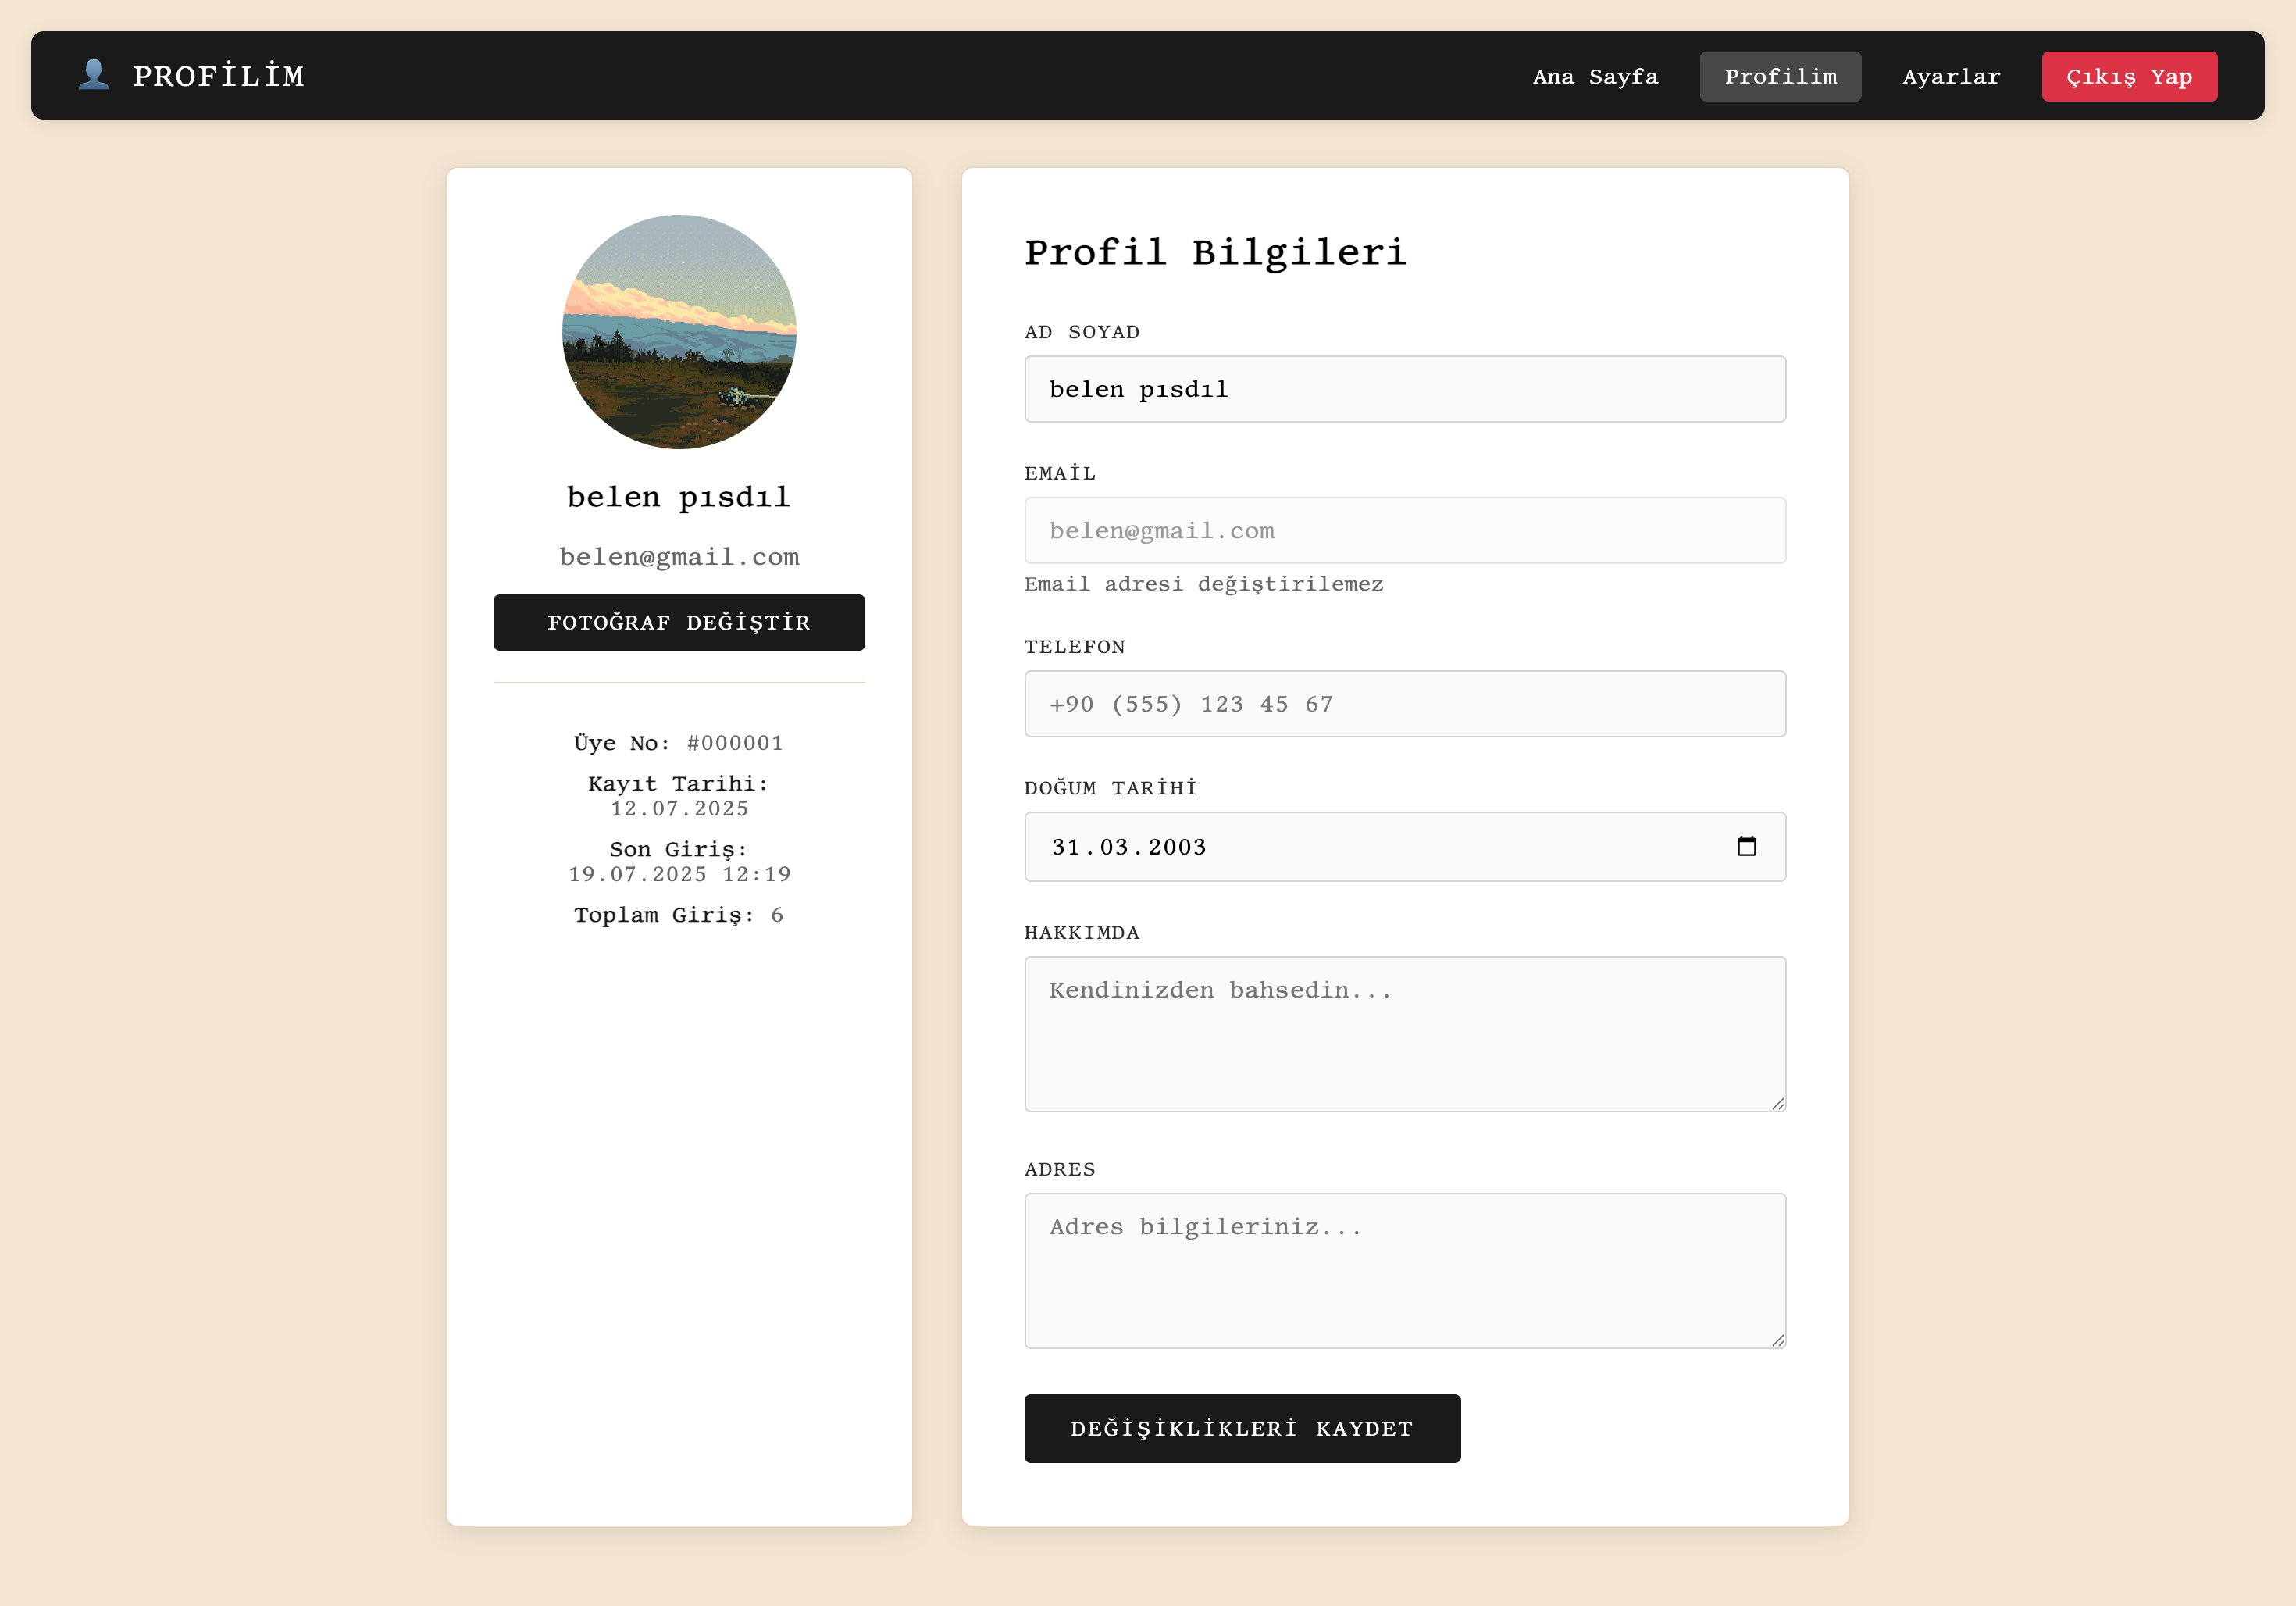 PROFİLİM
Ana Sayfa
Profilim
Ayarlar
Çıkış Yap
belen pısdıl
belen@gmail.com
FOTOĞRAF DEĞİŞTİR
Üye No: #000001
Kayıt Tarihi:
12.07.2025
Son Giriş:
19.07.2025 12:19
Toplam Giriş: 6
Profil Bilgileri
AD SOYAD
belen pısdıl
EMAİL
belen@gmail.com
Email adresi değiştirilemez
TELEFON
+90 (555) 123 45 67
DOĞUM TARİHİ
31.03.2003
HAKKIMDA
Kendinizden bahsedin...
ADRES
Adres bilgileriniz...
DEĞİŞİKLİKLERİ KAYDET